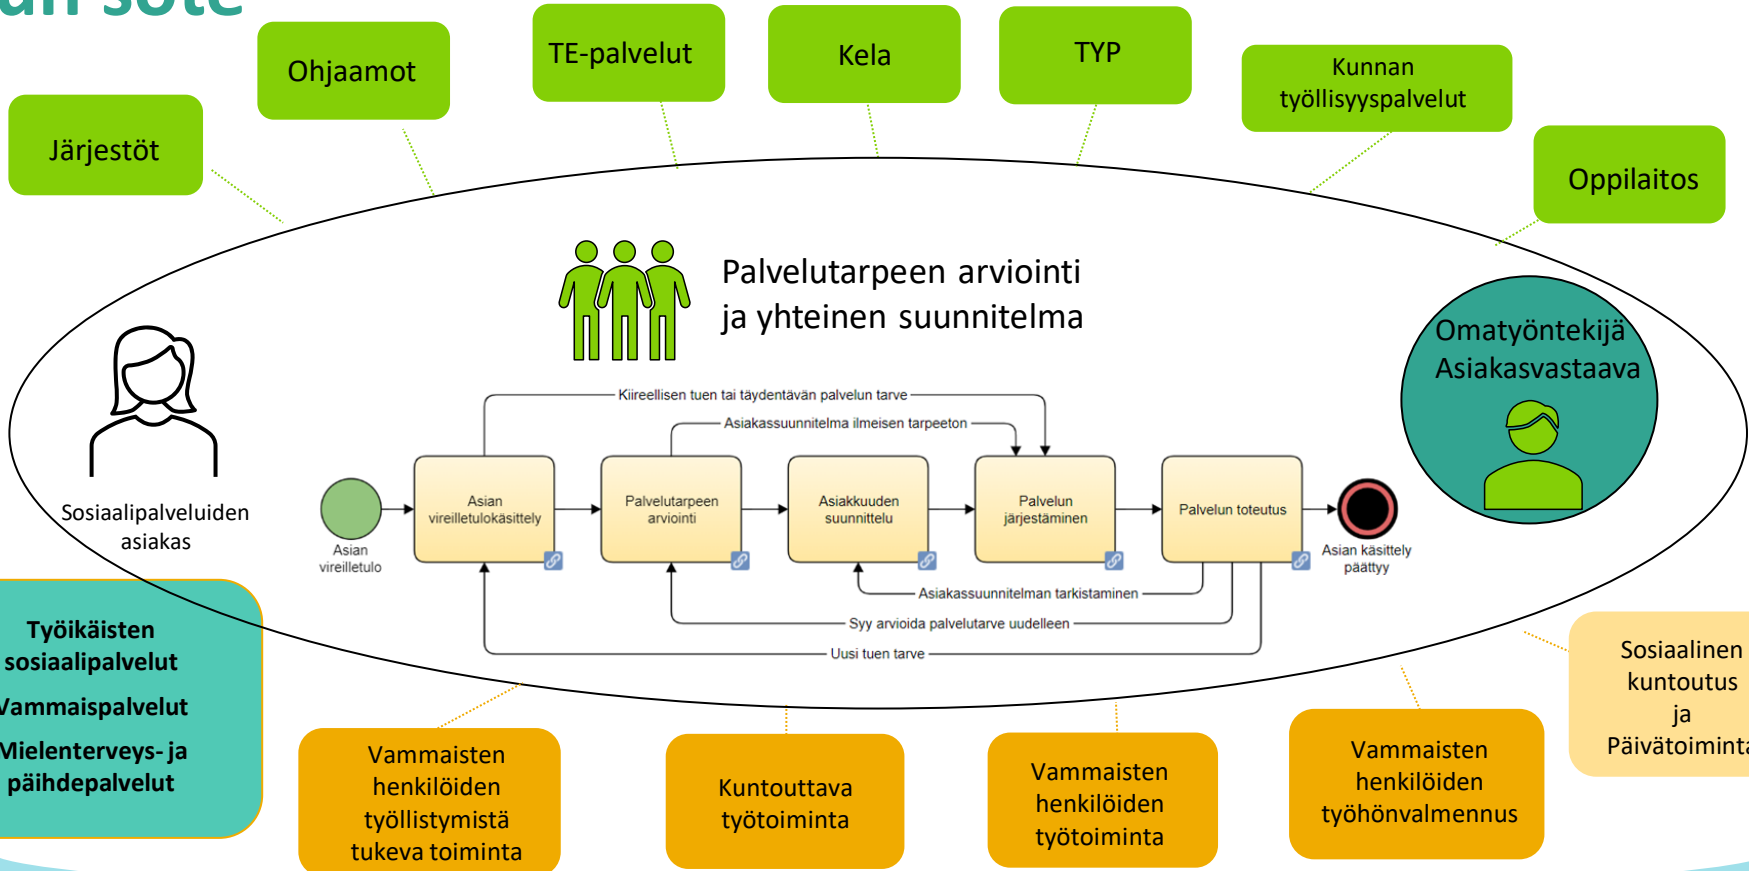 sote
Ohjaamot
TE-palvelut
Kela
TYP
Kunnan
työllisyyspalvelut
Järjestöt
Oppilaitos
Palvelutarpeen arviointi
ja yhteinen suunnitelma
Omatyöntekijä
Asiakasvastaava
Sosiaalipalveluiden
asiakas
Kiireellisen tuen tai täydentävän palvelun tarve
Asiakassuunnitelma ilmeisen tarpeeton
Asian
vireilletulo
Asian
vireilletulokäsittely
Palvelutarpeen
arviointi
Asiakkuuden
suunnittelu
Palvelun
järjestäminen
Palvelun toteutus
Asian käsittely
päättyy
Asiakassuunnitelman tarkistaminen
Syy arvioida palvelutarve uudelleen
Uusi tuen tarve
Työikäisten
sosiaalipalvelut
Vammaispalvelut
Mielenterveys- ja
päihdepalvelut
Vammaisten
henkilöiden
työllistymistä
tukeva toiminta
Kuntouttava
työtoiminta
Vammaisten
henkilöiden
työtoiminta
Vammaisten
henkilöiden
työhönvalmennus
Sosiaalinen
kuntoutus
ja
Päivätoiminta